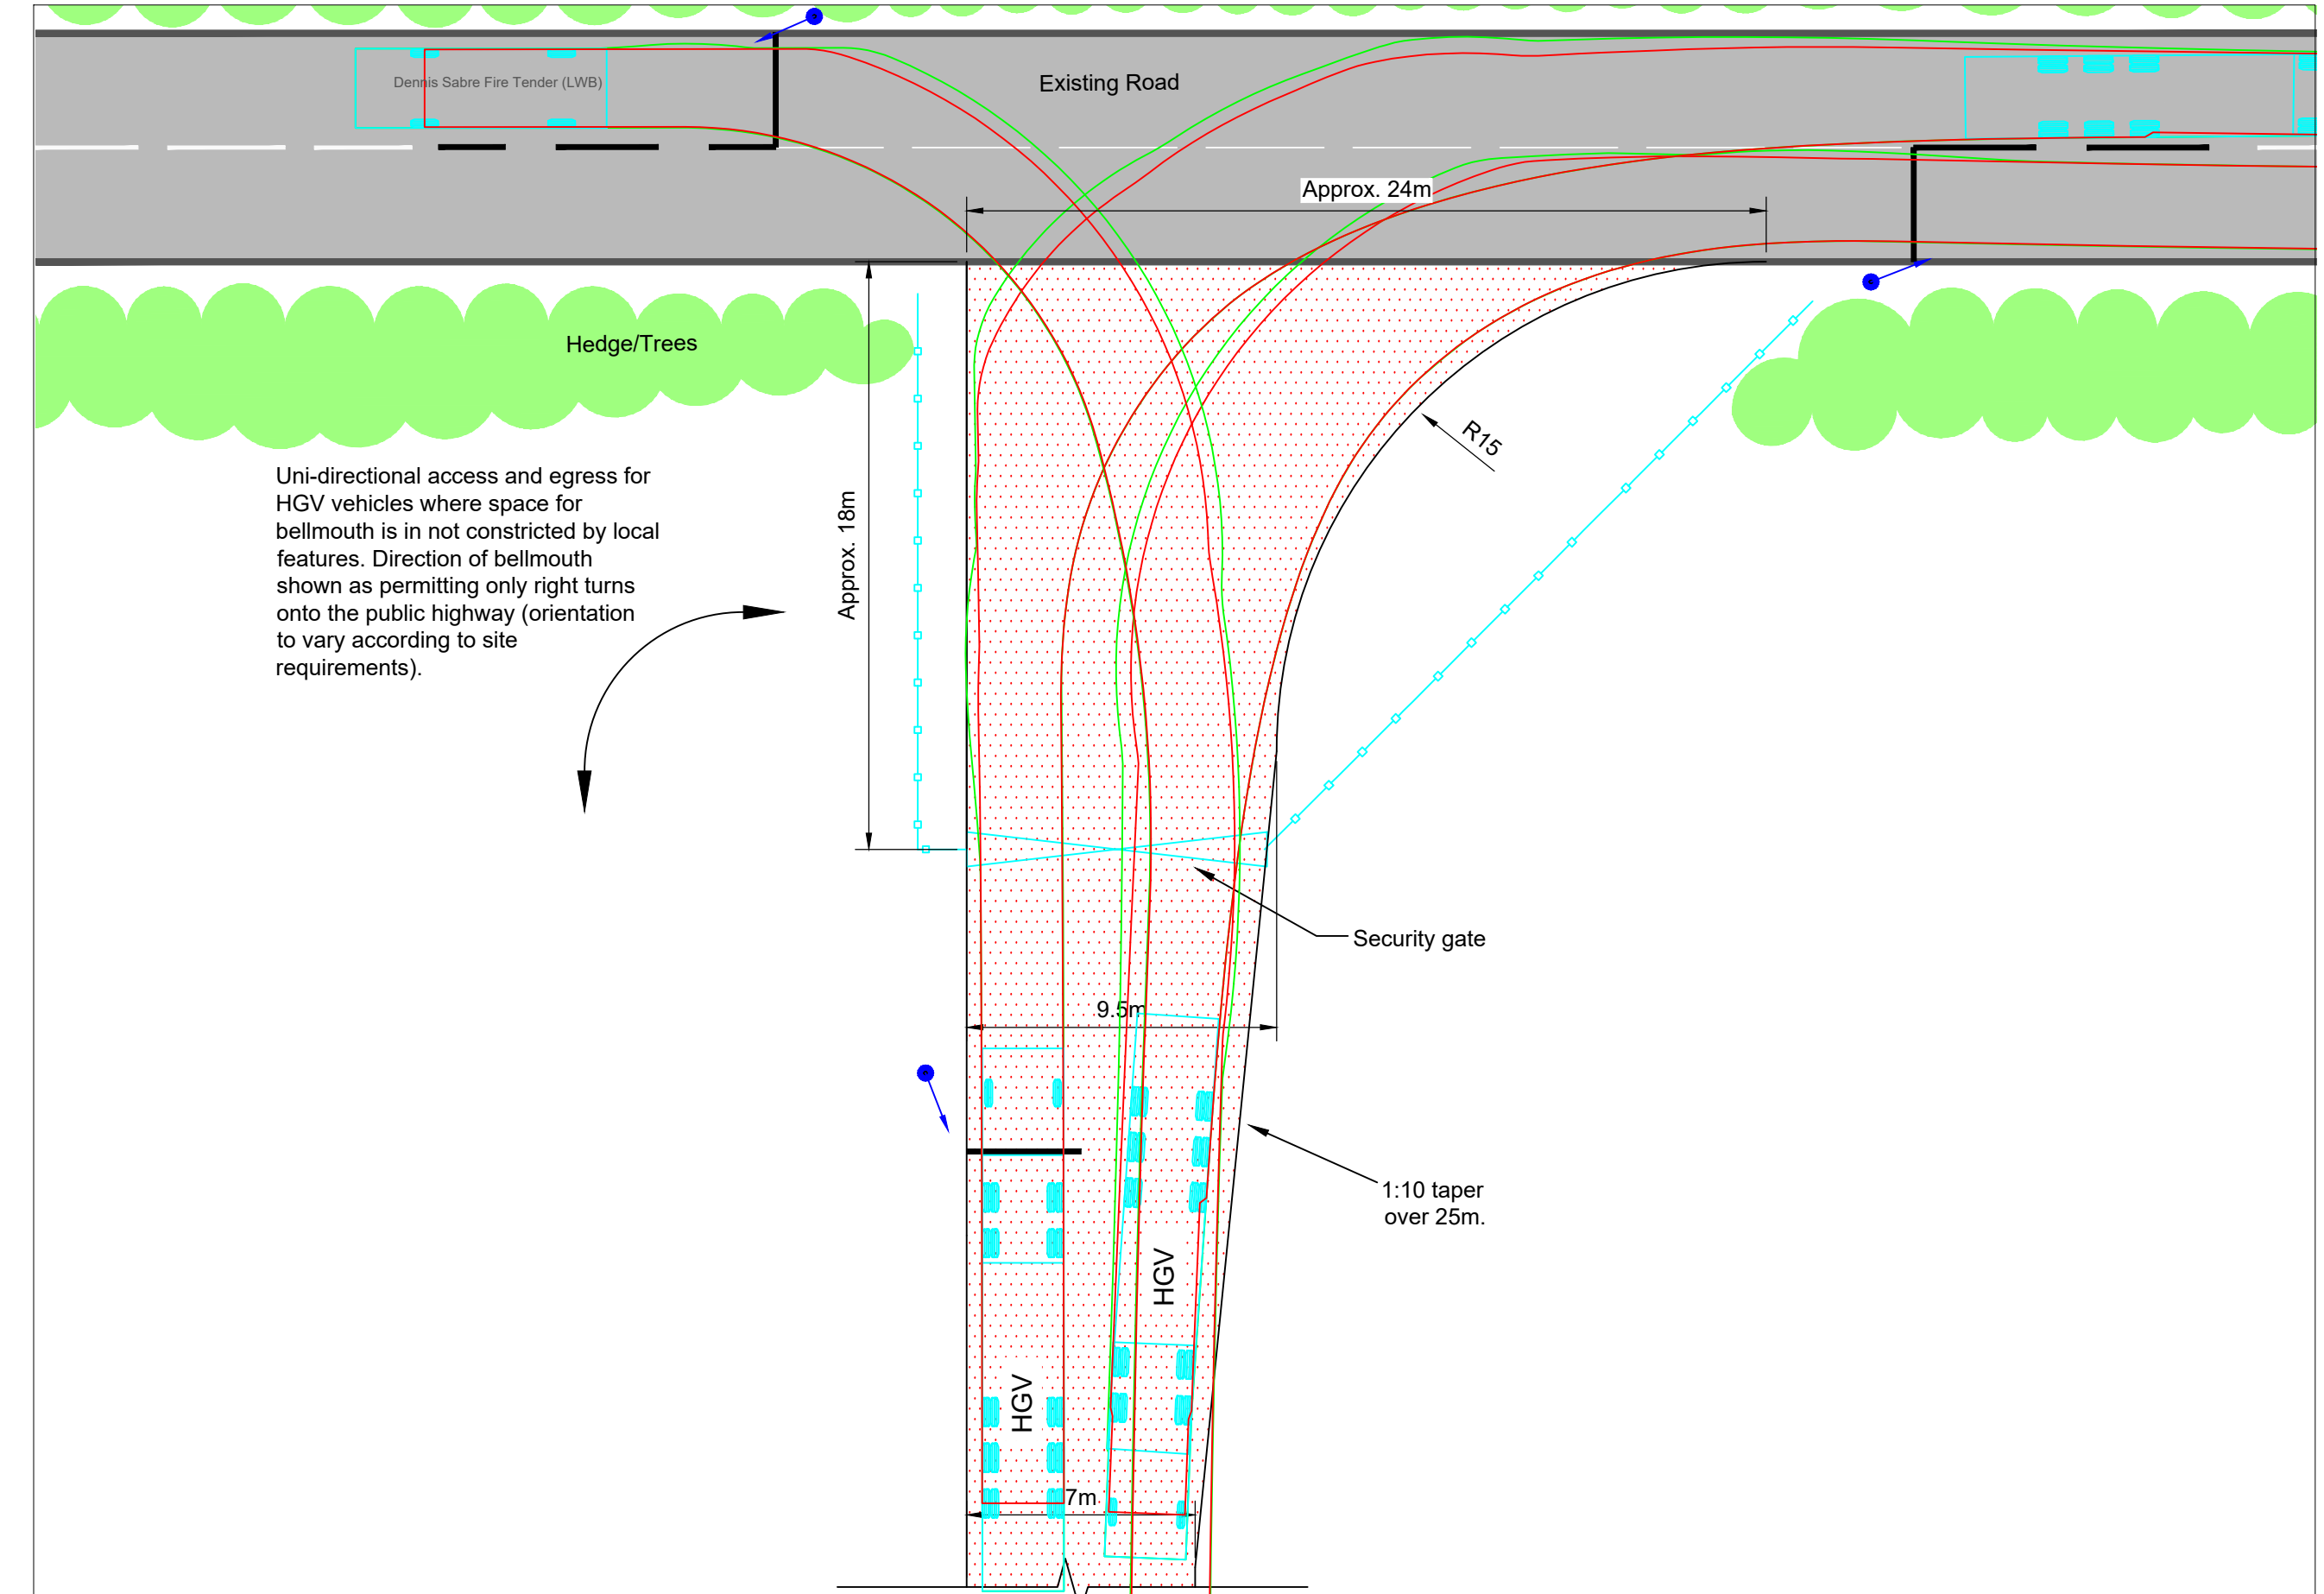 Dennis Sabre Fire Tender (LWB)
Existing Road
Approx. 24m
Hedge/Trees
R15
Uni-directional access and egress for
HGV vehicles where space for
bellmouth is in not constricted by local
features. Direction of bellmouth
shown as permitting only right turns
onto the public highway (orientation
to vary according to site
requirements).
Approx. 18m
Security gate
9.5m
1:10 taper
over 25m.
HGV
HGV
7m